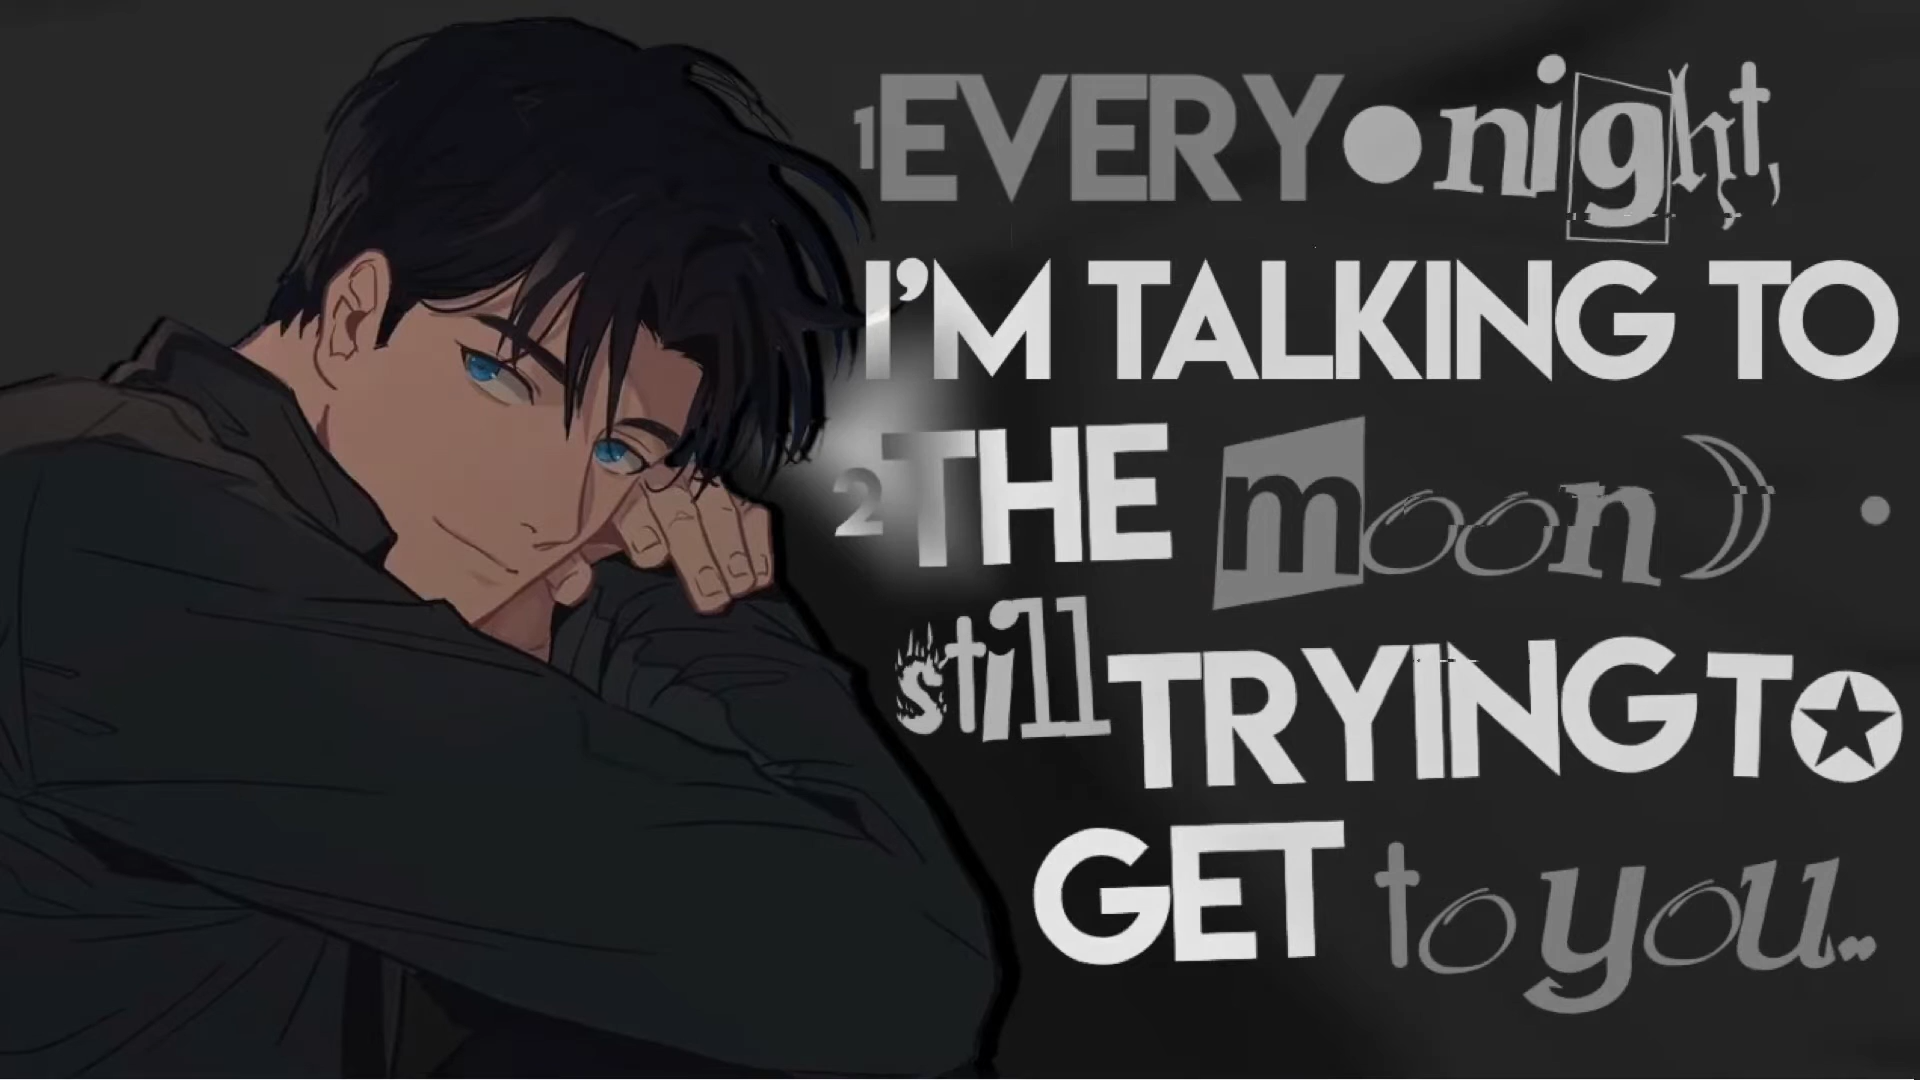 1EVERY night,
I'M TALKING TO
2THE moon
still TRYING TO
GET to you..